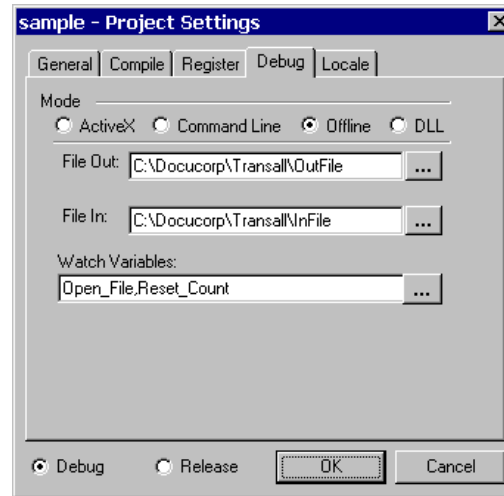 sample - Project Settings
General Compile Register Debug Locale
Mode
ActiveX Command Line Offline DLL
File Out: C:\Docucorp\Transall\OutFile ...
File In: C:\Docucorp\Transall\InFile ...
Watch Variables:
Open_File,Reset_Count ...
Debug Release OK Cancel